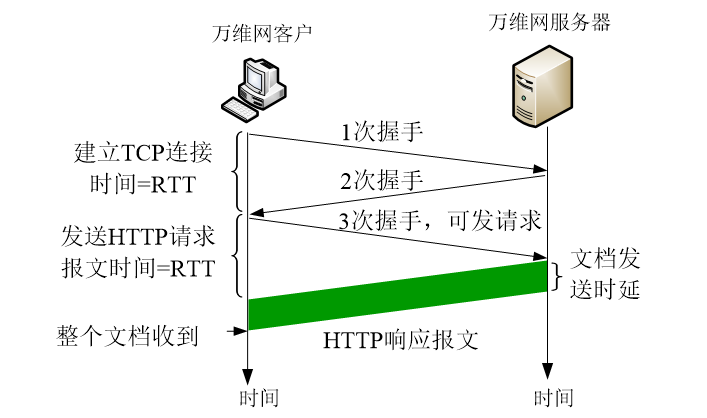 万维网客户
万维网服务器
1次握手
建立TCP连接
时间=RTT
2次握手
3次握手，可发请求
发送HTTP请求
报文时间=RTT
文档发
送时延
整个文档收到
HTTP响应报文
时间
时间